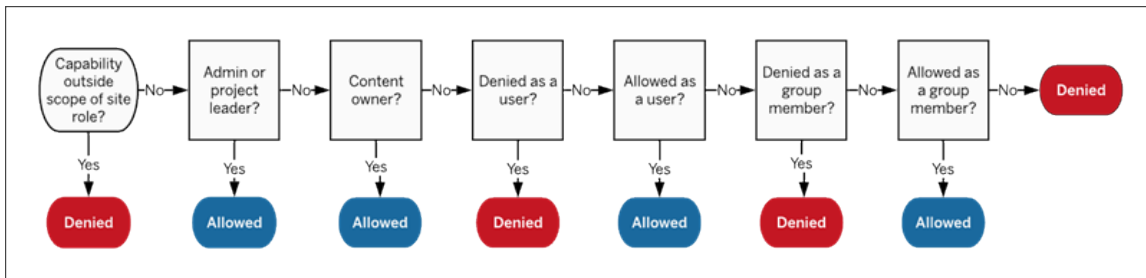 Capability
outside
scope of site
role?
No
Admin or
project
leader?
No
Content
owner?
No
Denied as a
user?
No
Allowed as
a user?
No
Denied as a
group
member?
No
Allowed as
a group
member?
No
Denied
Yes
Yes
Yes
Yes
Yes
Yes
Yes
Denied
Allowed
Allowed
Denied
Allowed
Denied
Allowed